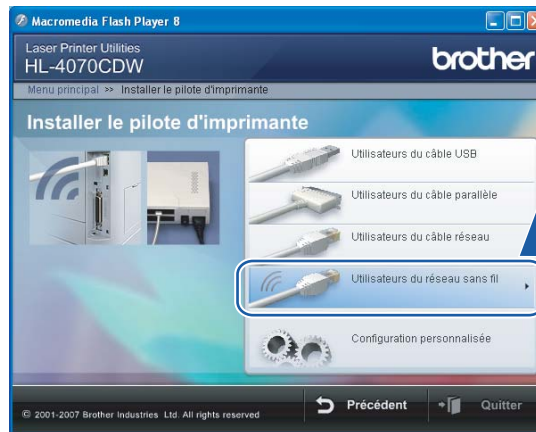 Macromedia Flash Player 8
Laser Printer Utilities
HL-4070CDW
brother
Menu principal >> Installer le pilote d'imprimante
Installer le pilote d'imprimante
Utilisateurs du câble USB
Utilisateurs du câble parallèle
Utilisateurs du câble réseau
Utilisateurs du réseau sans fil
Configuration personnalisée
© 2001-2007 Brother Industries Ltd. All rights reserved
Précédent
Quitter